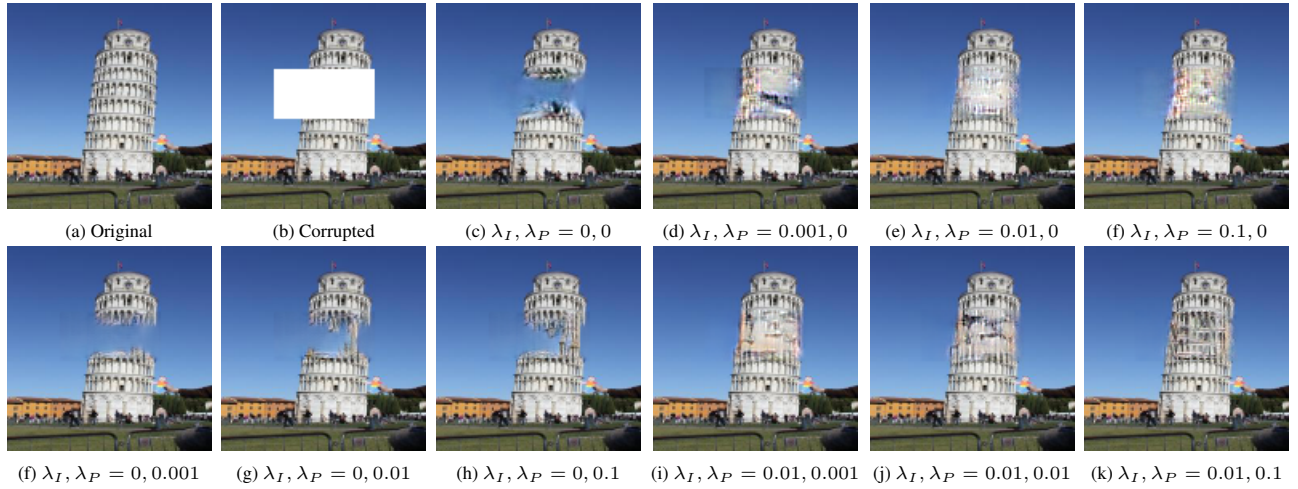 (a) Original
(b) Corrupted
(c) λ_I, λ_P = 0, 0
(d) λ_I, λ_P = 0.001, 0
(e) λ_I, λ_P = 0.01, 0
(f) λ_I, λ_P = 0.1, 0
(f) λ_I, λ_P = 0, 0.001
(g) λ_I, λ_P = 0, 0.01
(h) λ_I, λ_P = 0, 0.1
(i) λ_I, λ_P = 0.01, 0.001
(j) λ_I, λ_P = 0.01, 0.01
(k) λ_I, λ_P = 0.01, 0.1